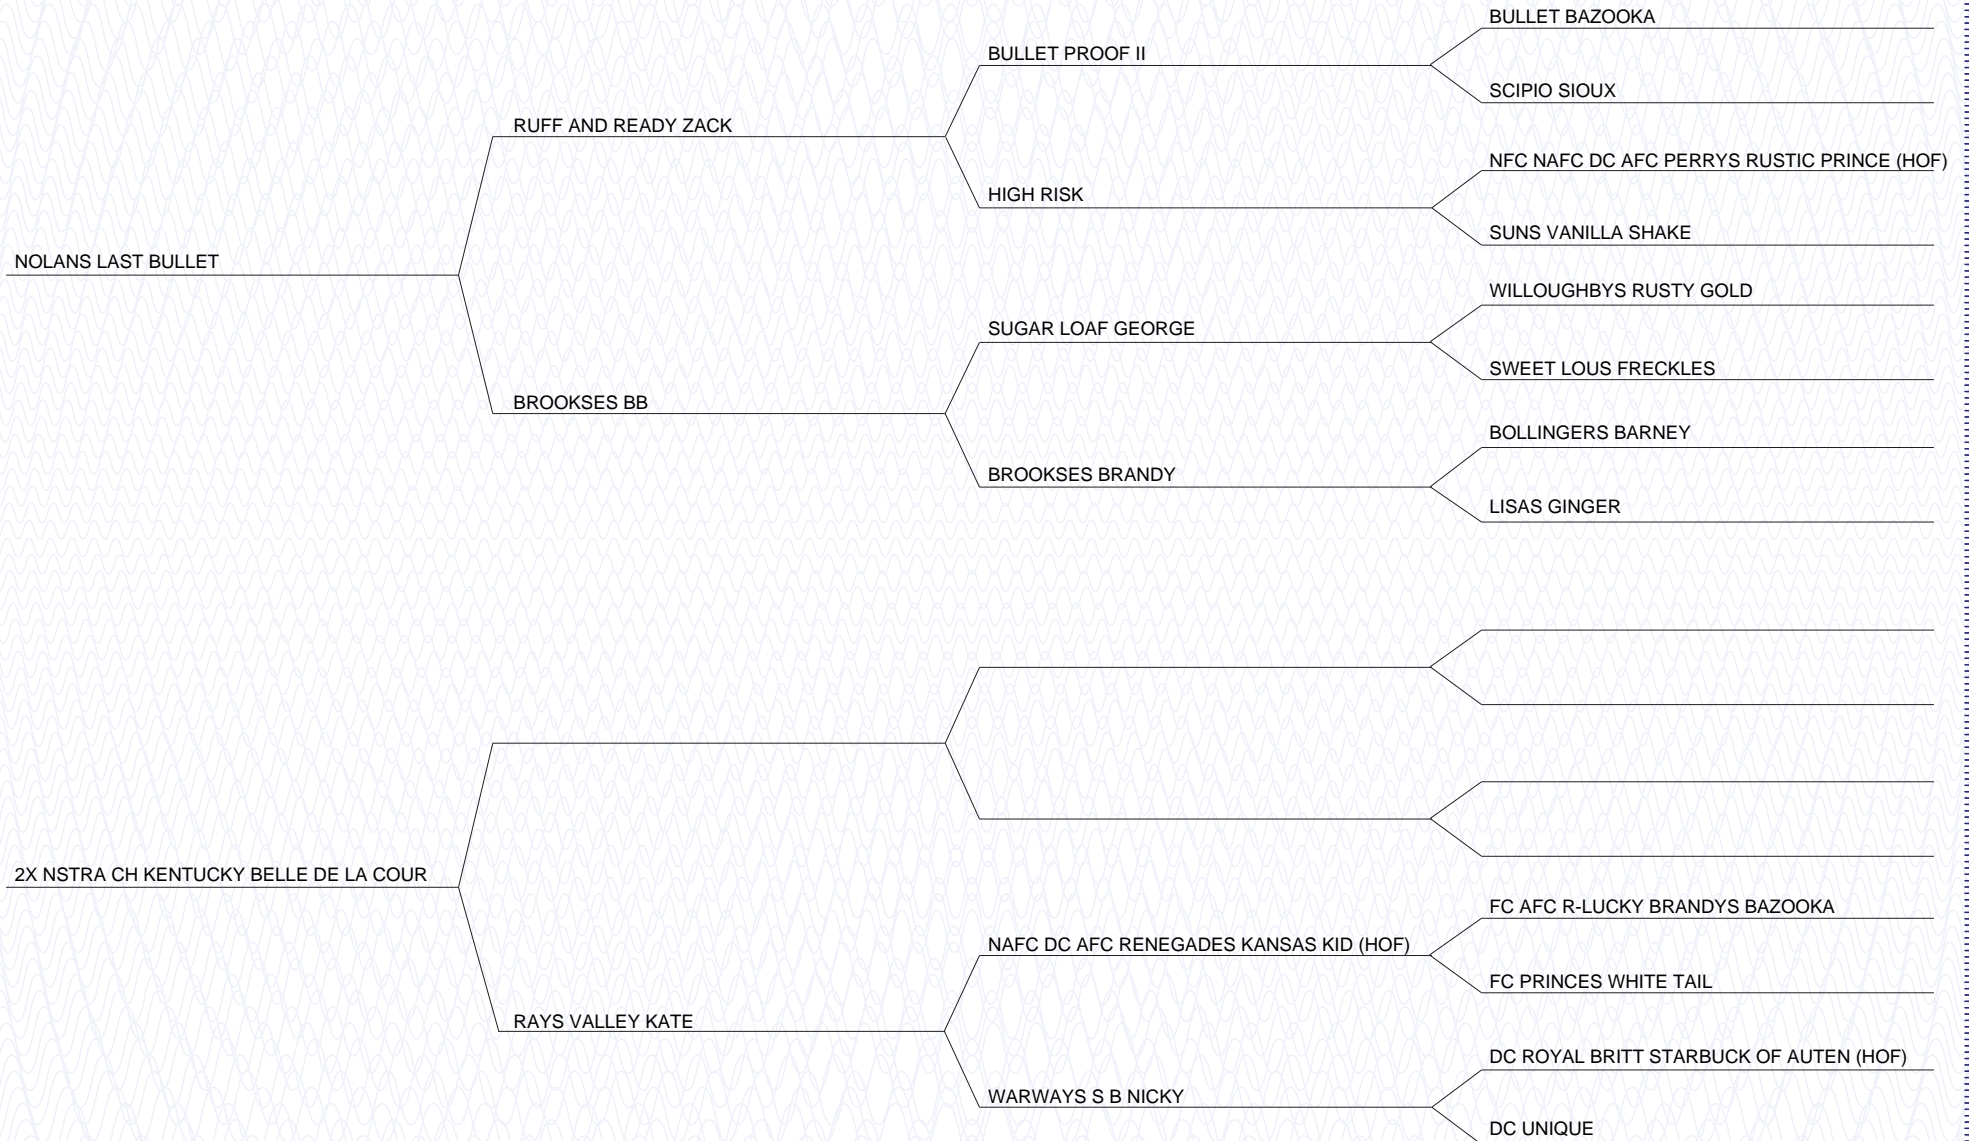 BULLET BAZOOKA
BULLET PROOF II
SCIPIO SIOUX
RUFF AND READY ZACK
NFC NAFC DC AFC PERRYS RUSTIC PRINCE (HOF)
HIGH RISK
SUNS VANILLA SHAKE
NOLANS LAST BULLET
WILLOUGHBYS RUSTY GOLD
SUGAR LOAF GEORGE
SWEET LOUS FRECKLES
BROOKSES BB
BOLLINGERS BARNEY
BROOKSES BRANDY
LISAS GINGER
2X NSTRA CH KENTUCKY BELLE DE LA COUR
FC AFC R-LUCKY BRANDYS BAZOOKA
NAFC DC AFC RENEGADES KANSAS KID (HOF)
FC PRINCES WHITE TAIL
RAYS VALLEY KATE
DC ROYAL BRITT STARBUCK OF AUTEN (HOF)
WARWAYS S B NICKY
DC UNIQUE